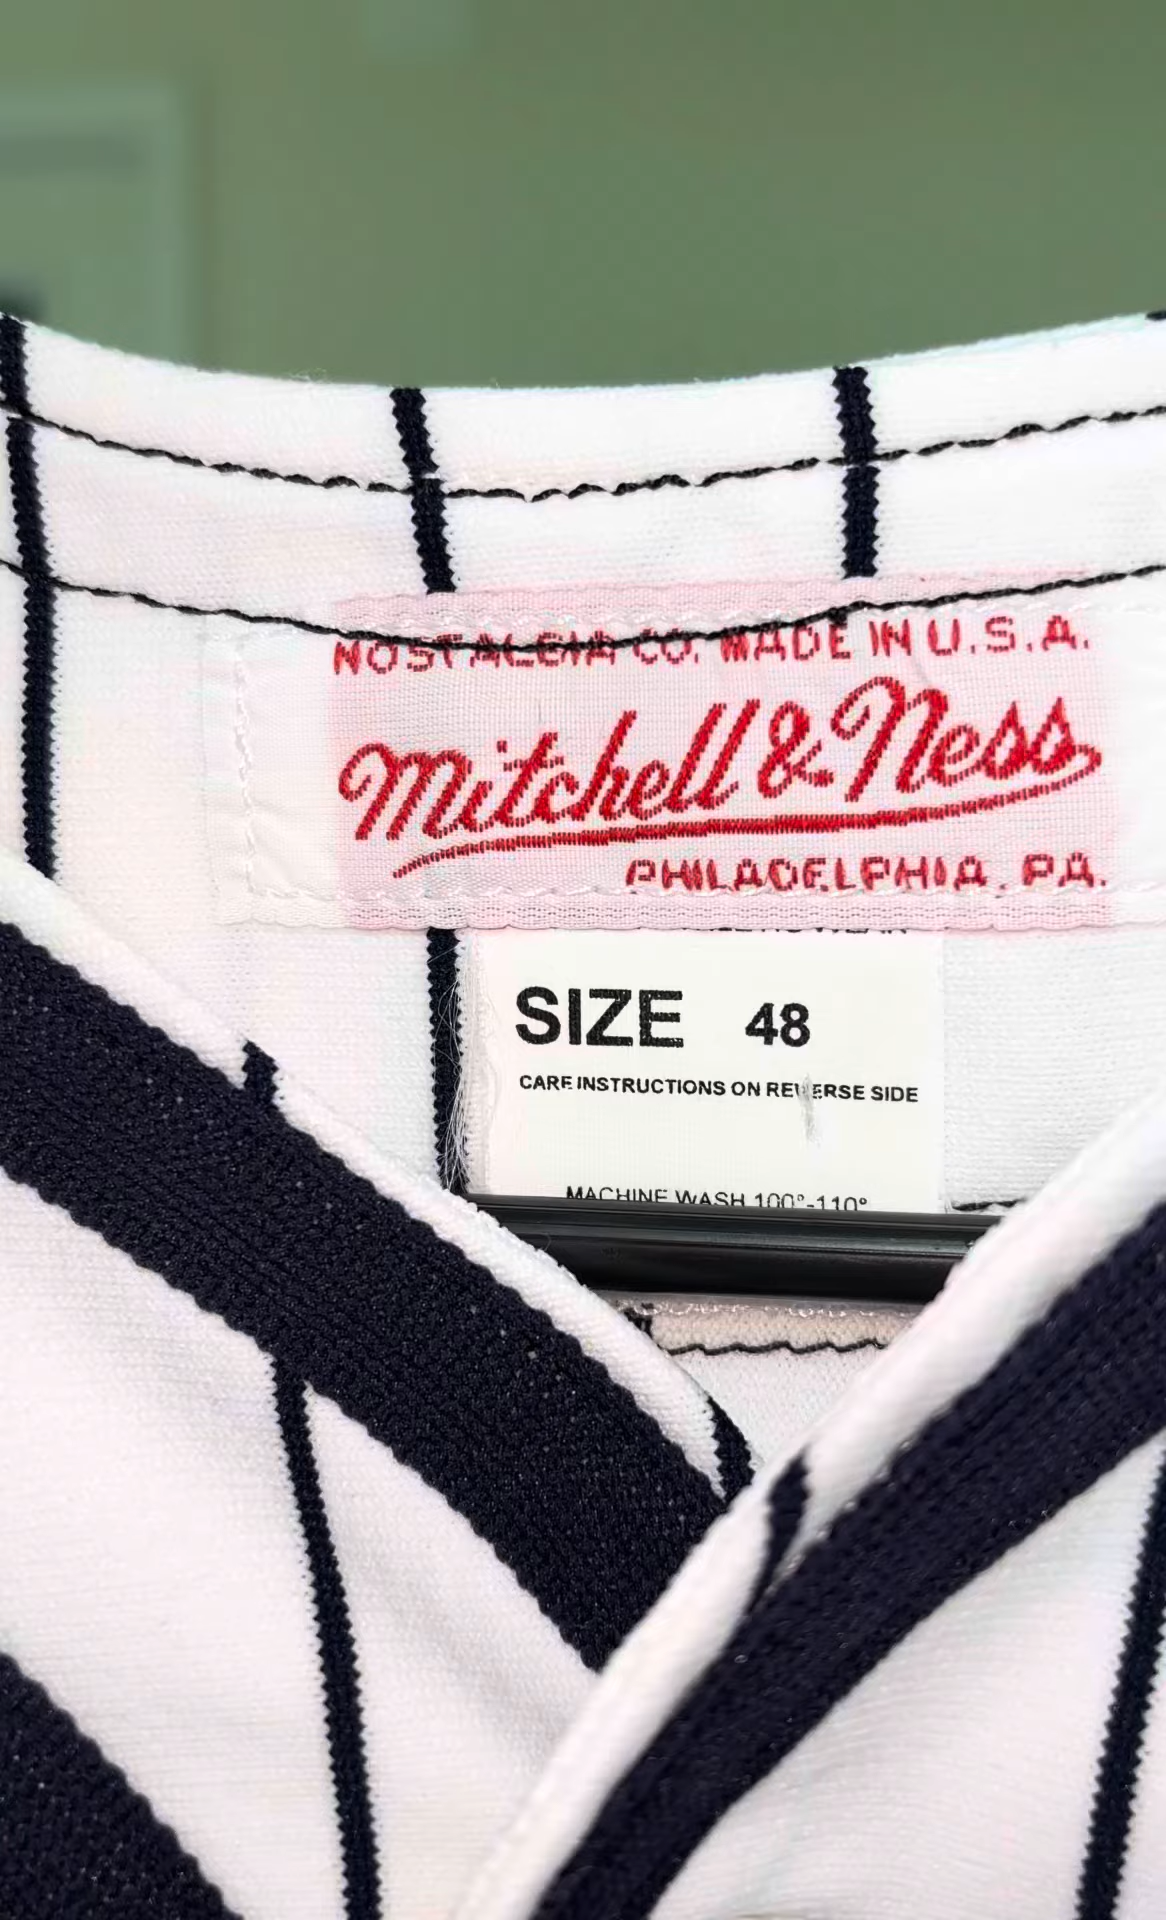 NOSTALGIA CO. MADE IN U.S.A.
Mitchell & Ness
PHILADELPHIA. PA.
SIZE 48
CARE INSTRUCTIONS ON REVERSE SIDE
MACHINE WASH 100°-110°